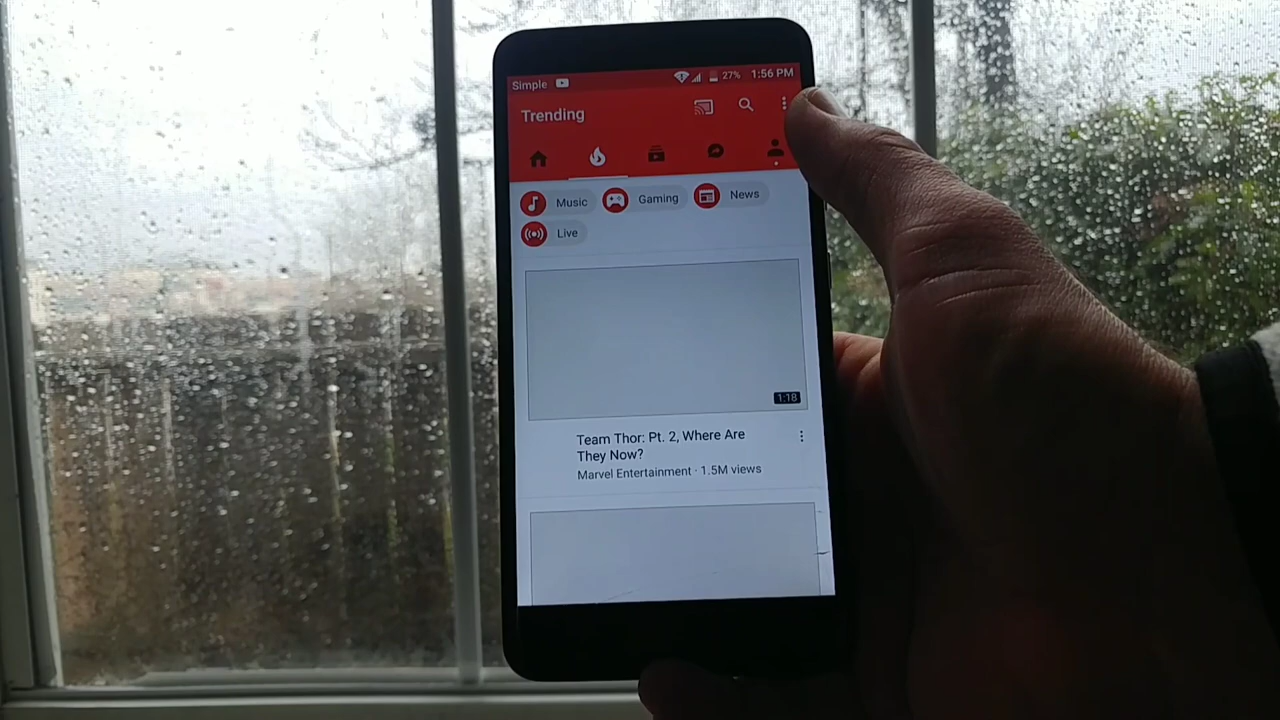 Simple 27% 1:56 PM
Trending
Music Gaming News
Live
1:18
Team Thor: Pt. 2, Where Are
They Now?
Marvel Entertainment · 1.5M views